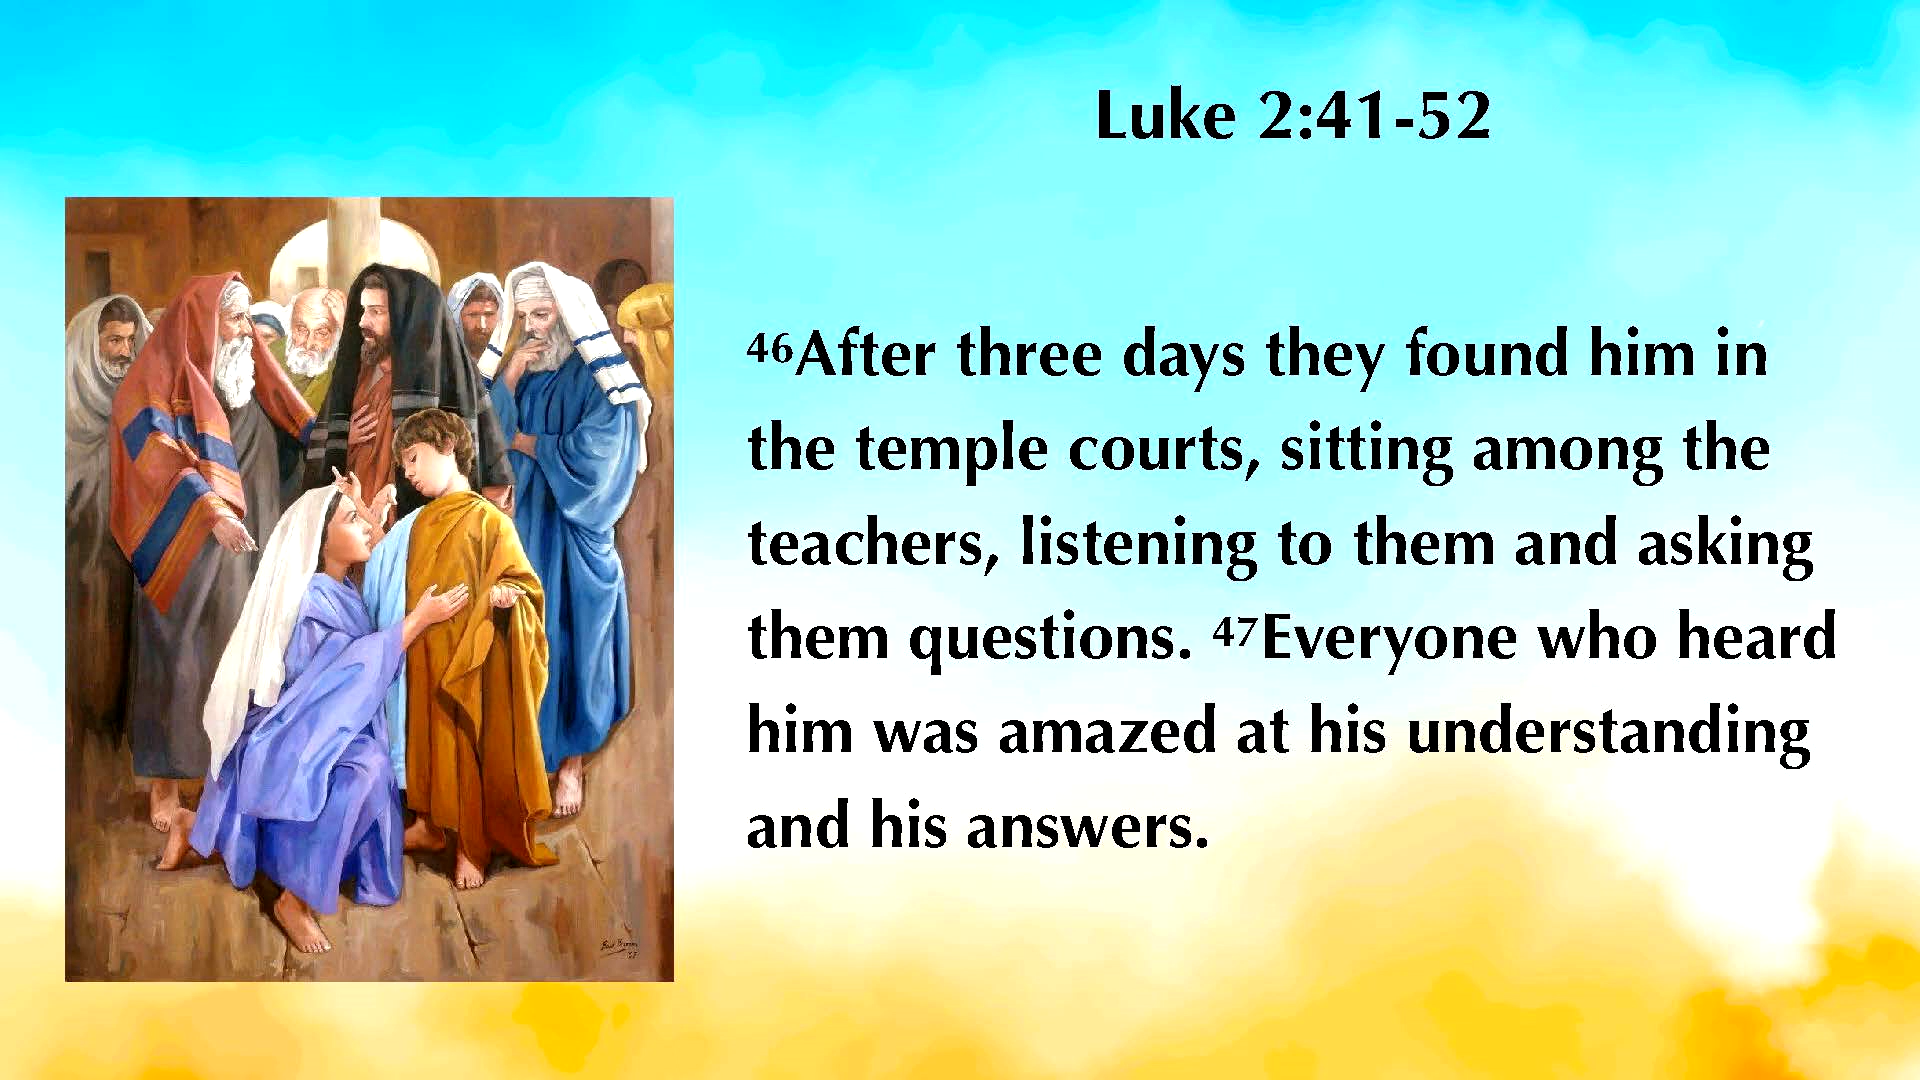 Luke 2:41-52
⁴⁶After three days they found him in
the temple courts, sitting among the
teachers, listening to them and asking
them questions. ⁴⁷Everyone who heard
him was amazed at his understanding
and his answers.